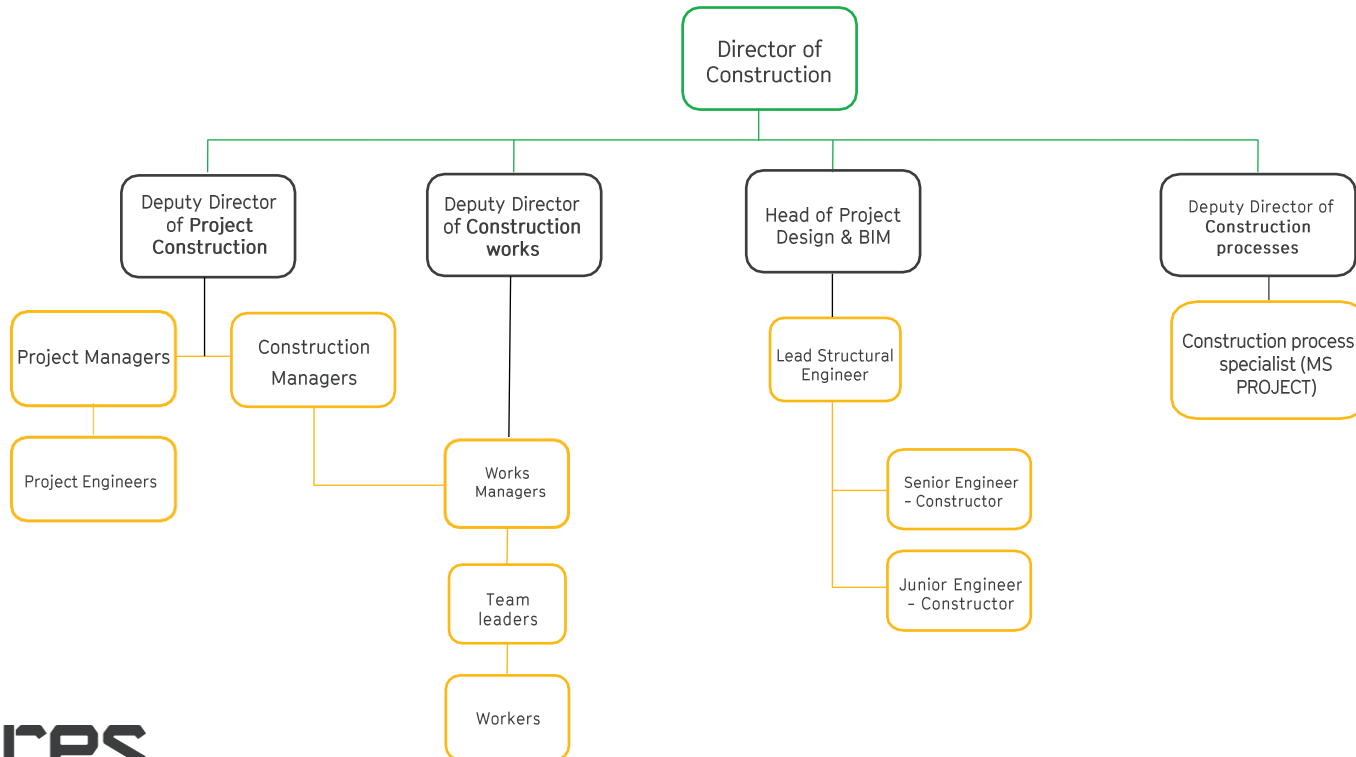 Director of
Construction
Deputy Director
of Project
Construction
Deputy Director
of Construction
works
Head of Project
Design & BIM
Deputy Director of
Construction
processes
Project Managers
Construction
Managers
Lead Structural
Engineer
Construction process
specialist (MS
PROJECT)
Project Engineers
Works
Managers
Senior Engineer
- Constructor
Team
leaders
Junior Engineer
- Constructor
Workers